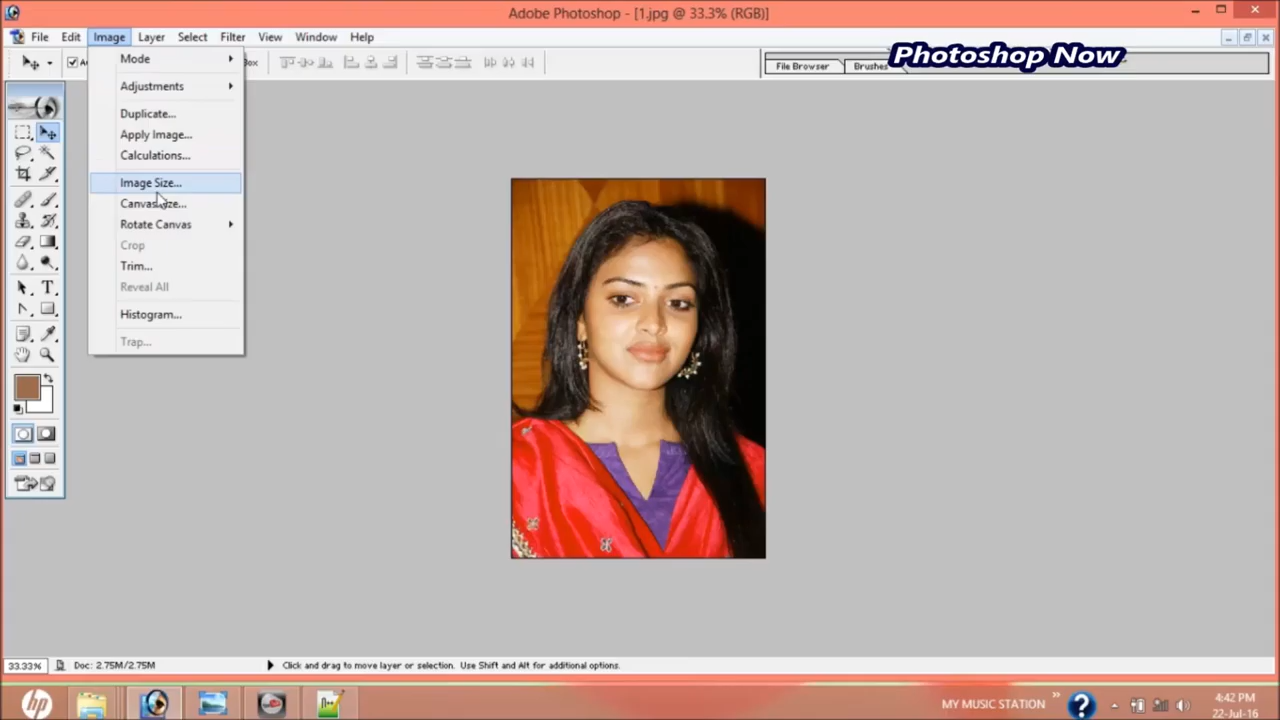 Adobe Photoshop - [1.jpg @ 33.3% (RGB)]
File Edit Image Layer Select Filter View Window Help
Photoshop Now
File Browser Brushes
Mode
Adjustments
Duplicate...
Apply Image...
Calculations...
Image Size...
Canvas Size...
Rotate Canvas
Crop
Trim...
Reveal All
Histogram...
Trap...
33.33% Doc: 2.75M/2.75M Click and drag to move layer or selection. Use Shift and Alt for additional options.
hp MY MUSIC STATION » ? 4:42 PM
22-Jul-16